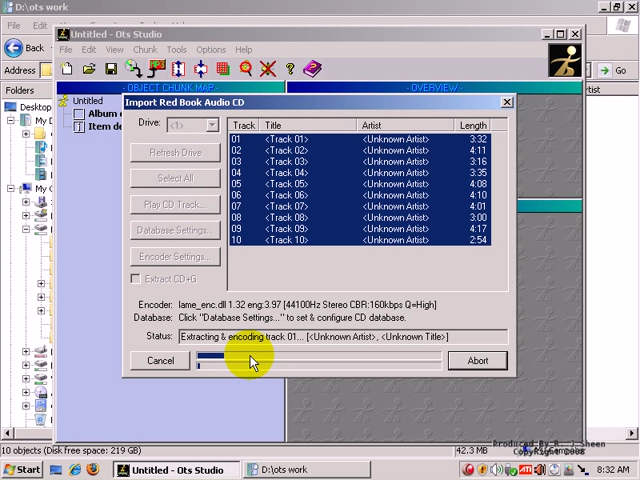 D:\ots work
File Edit
Back
Address
Go
Folders
Artist
Desktop
My
Untitled - Ots Studio
File Edit View Chunk Tools Options Help
- OBJECT CHUNK MAP -
- OVERVIEW -
Untitled
Album
Item de
Import Red Book Audio CD
Drive: <1>
Refresh Drive
Select All
Play CD Track...
Database Settings...
Encoder Settings...
Extract CD+G
Track Title Artist Length
01 <Track 01> <Unknown Artist> 3:32
02 <Track 02> <Unknown Artist> 4:11
03 <Track 03> <Unknown Artist> 3:16
04 <Track 04> <Unknown Artist> 3:35
05 <Track 05> <Unknown Artist> 4:08
06 <Track 06> <Unknown Artist> 4:10
07 <Track 07> <Unknown Artist> 4:01
08 <Track 08> <Unknown Artist> 3:00
09 <Track 09> <Unknown Artist> 4:17
10 <Track 10> <Unknown Artist> 2:54
Encoder: lame_enc.dll 1.32 eng:3.97 [44100Hz Stereo CBR:160kbps Q=High]
Database: Click "Database Settings..." to set & configure CD database.
Status: Extracting & encoding track 01... [<Unknown Artist>, <Unknown Title>]
Cancel
Abort
Produced By R. J Sheen
CopyRight 2008
10 objects (Disk free space: 219 GB)
42.3 MB
My Computer
Start
Untitled - Ots Studio
D:\ots work
8:32 AM